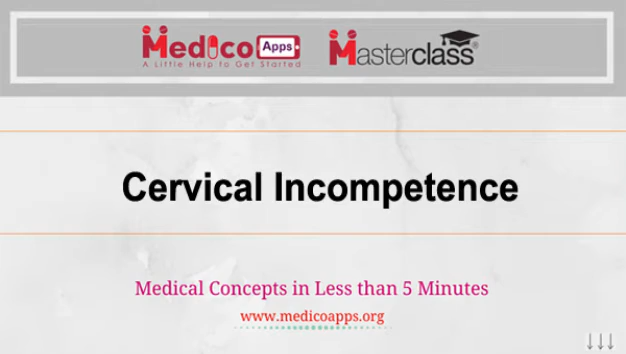 Medico Apps
A Little Help to Get Started
Masterclass®
Cervical Incompetence
Medical Concepts in Less than 5 Minutes
www.medicoapps.org